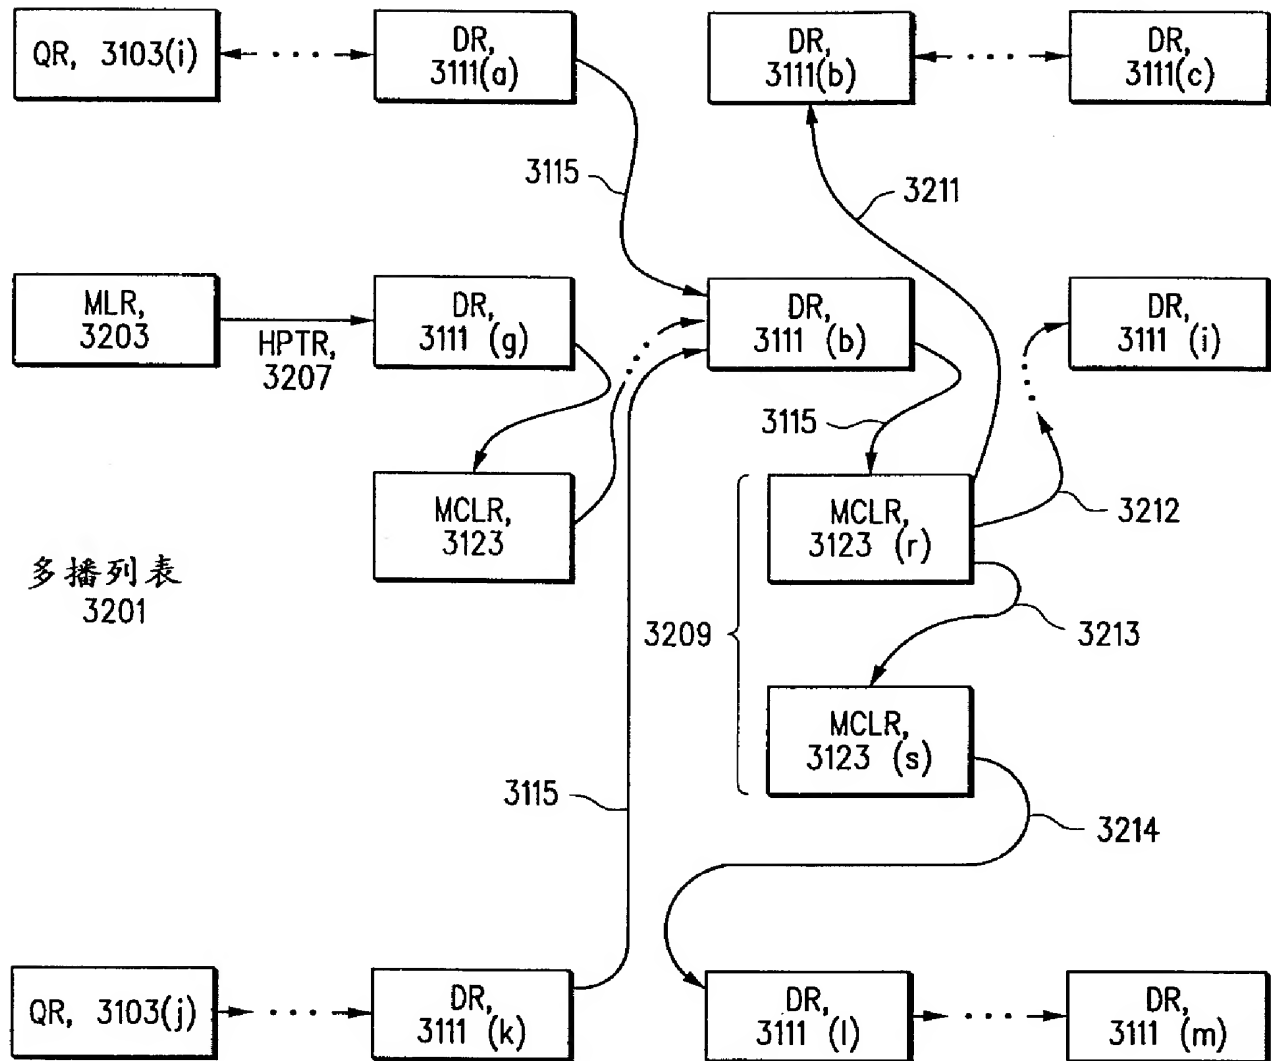 QR, 3103(i)
DR,
3111(a)
DR,
3111(b)
DR,
3111(c)
3115
3211
MLR,
3203
HPTR,
3207
DR,
3111 (g)
DR,
3111 (b)
DR,
3111 (i)
3115
MCLR,
3123
MCLR,
3123 (r)
3212
多播列表
3201
3209
3213
MCLR,
3123 (s)
3115
3214
QR, 3103(j)
DR,
3111 (k)
DR,
3111 (l)
DR,
3111 (m)